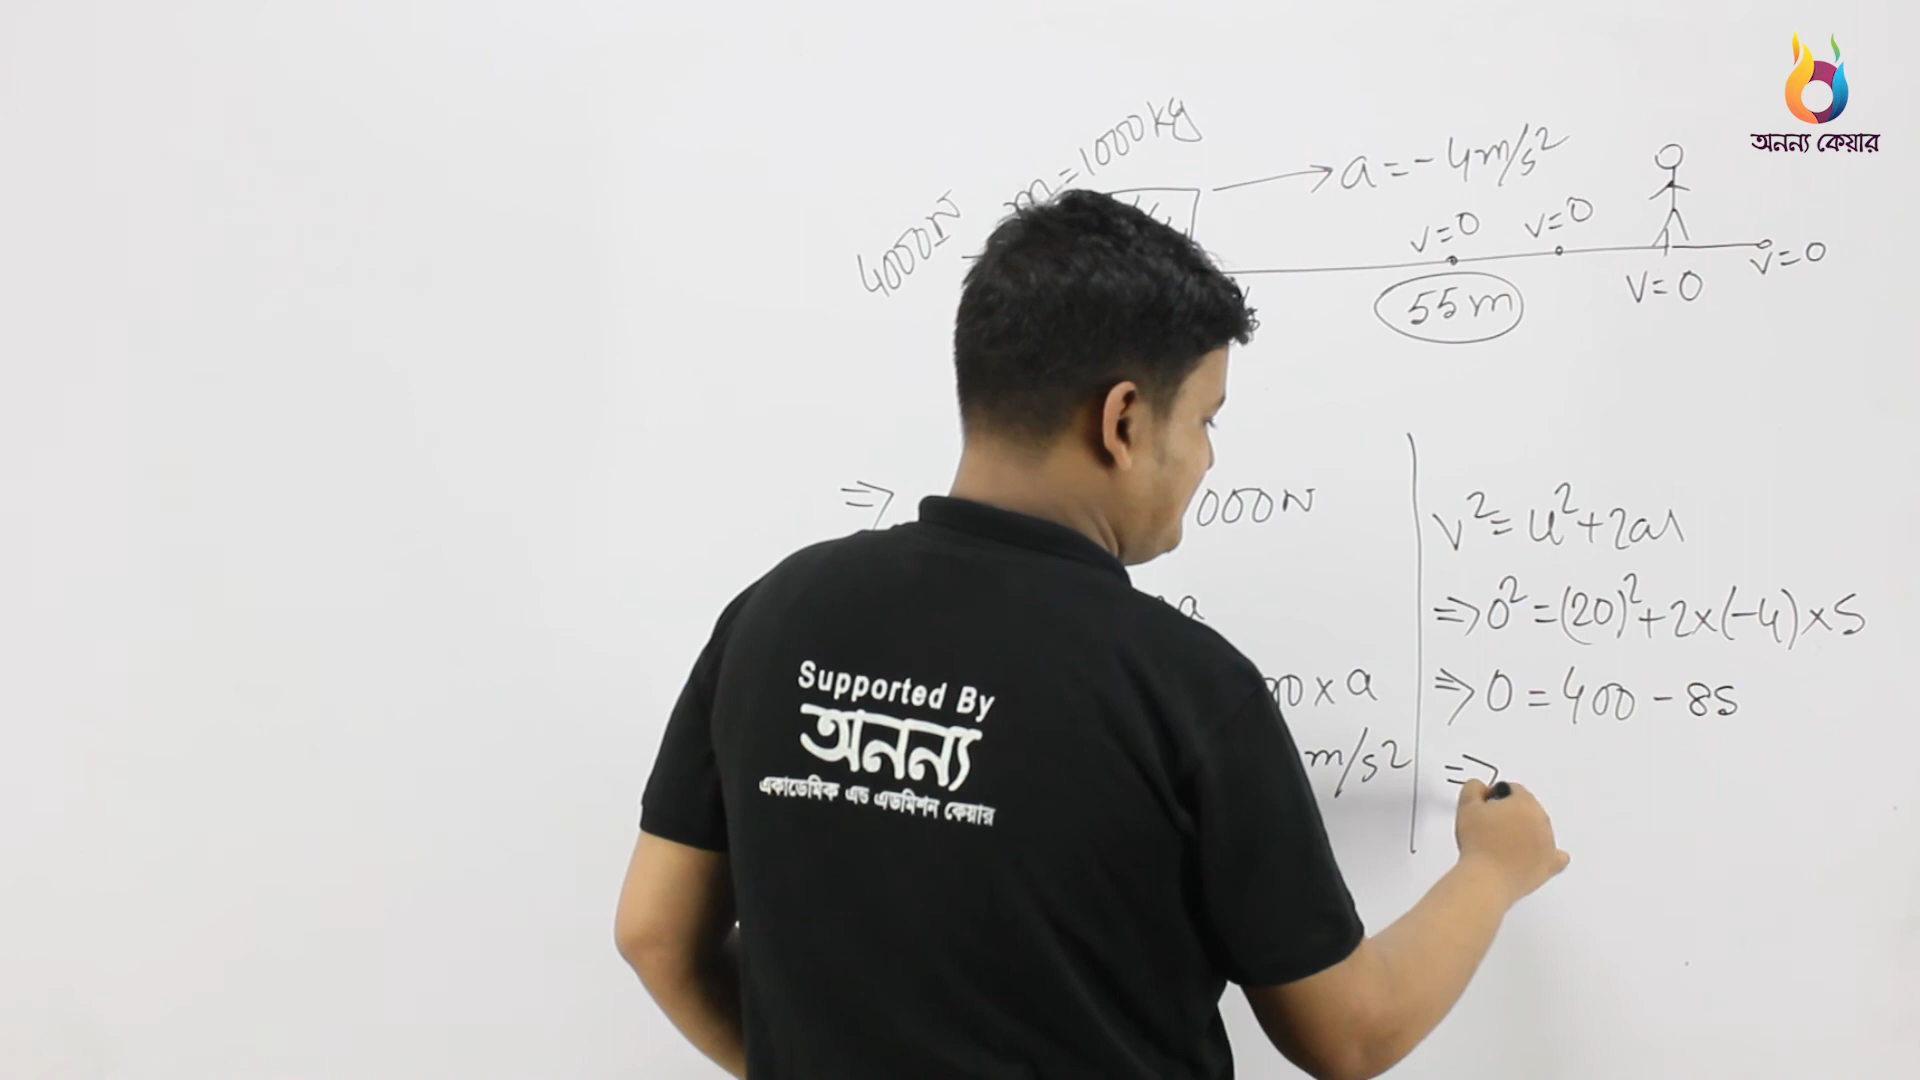 অনন্য কেয়ার
4000N
m=1000kg
a=-4m/s²
v=0
v=0
v=0
v=0
55m
⇒
000N
a
00×a
m/s²
v²=u²+2as
⇒0²=(20)²+2×(-4)×S
⇒0=400-8S
⇒
Supported By
অনন্য
একাডেমিক এন্ড এডমিশন কেয়ার